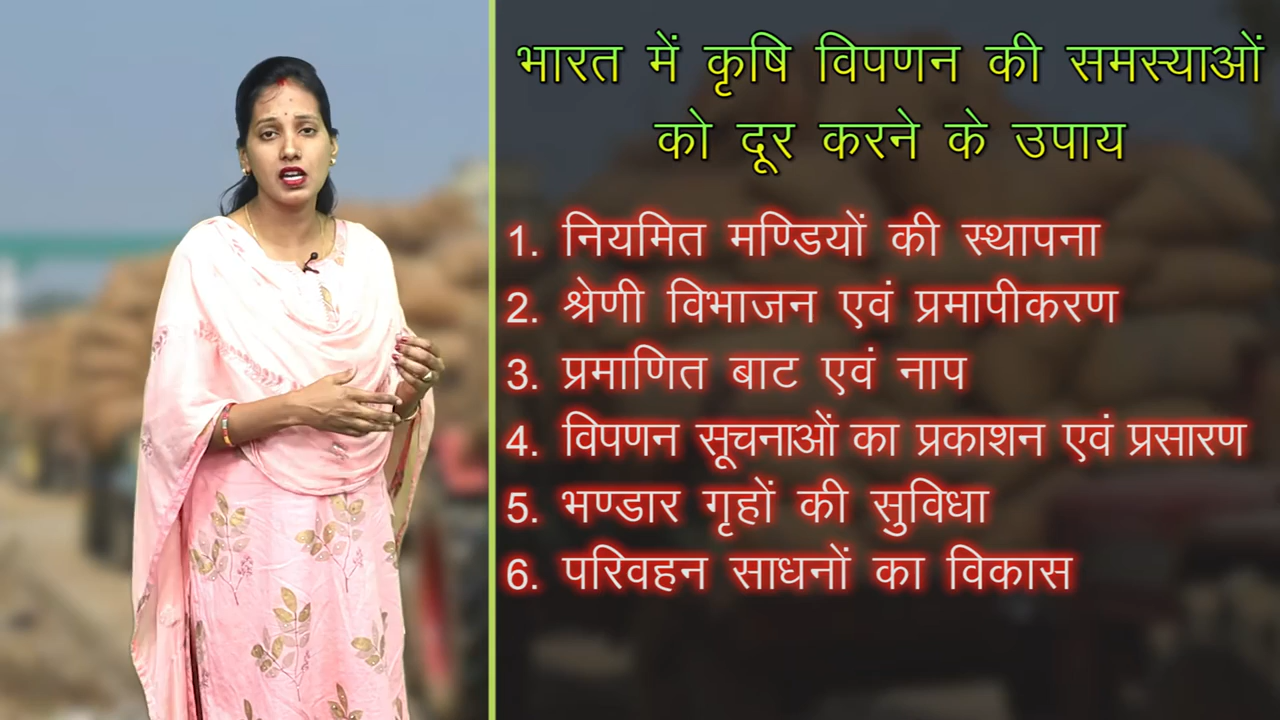 भारत में कृषि विपणन की समस्याओं
को दूर करने के उपाय
1. नियमित मण्डियों की स्थापना
2. श्रेणी विभाजन एवं प्रमापीकरण
3. प्रमाणित बाट एवं नाप
4. विपणन सूचनाओं का प्रकाशन एवं प्रसारण
5. भण्डार गृहों की सुविधा
6. परिवहन साधनों का विकास